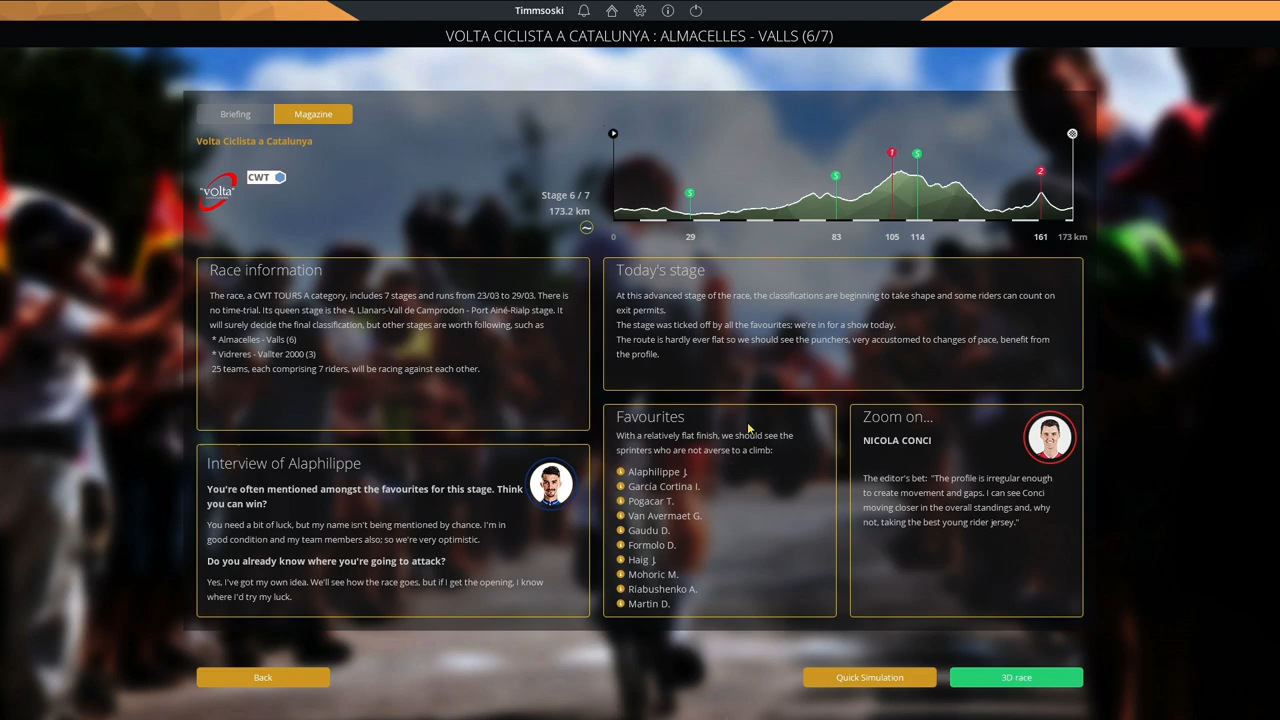 Timmsoski
VOLTA CICLISTA A CATALUNYA : ALMACELLES - VALLS (6/7)
Briefing
Magazine
Volta Ciclista a Catalunya
"volta"
CWT
Stage 6 / 7
173.2 km
S
S
1
S
2
0
29
83
105
114
161
173 km
Race information
The race, a CWT TOURS A category, includes 7 stages and runs from 23/03 to 29/03. There is
no time-trial. Its queen stage is the 4, Llanars-Vall de Camprodon - Port Ainé-Rialp stage. It
will surely decide the final classification, but other stages are worth following, such as
* Almacelles - Valls (6)
* Vidreres - Vallter 2000 (3)
25 teams, each comprising 7 riders, will be racing against each other.
Today's stage
At this advanced stage of the race, the classifications are beginning to take shape and some riders can count on
exit permits.
The stage was ticked off by all the favourites; we're in for a show today.
The route is hardly ever flat so we should see the punchers, very accustomed to changes of pace, benefit from
the profile.
Interview of Alaphilippe
You're often mentioned amongst the favourites for this stage. Think
you can win?
You need a bit of luck, but my name isn't being mentioned by chance. I'm in
good condition and my team members also; so we're very optimistic.
Do you already know where you're going to attack?
Yes, I've got my own idea. We'll see how the race goes, but if I get the opening, I know
where I'd try my luck.
Favourites
With a relatively flat finish, we should see the
sprinters who are not averse to a climb:
Alaphilippe J.
García Cortina I.
Pogacar T.
Van Avermaet G.
Gaudu D.
Formolo D.
Haig J.
Mohoric M.
Riabushenko A.
Martin D.
Zoom on...
NICOLA CONCI
The editor's bet: "The profile is irregular enough
to create movement and gaps. I can see Conci
moving closer in the overall standings and, why
not, taking the best young rider jersey."
Back
Quick Simulation
3D race